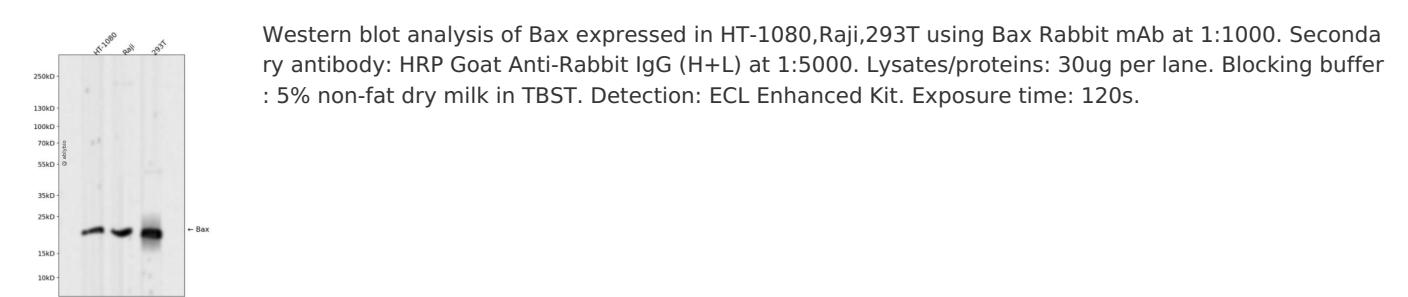 HT-1080 Raji 293T
250kD
130kD
100kD
70kD
55kD
35kD
25kD
15kD
10kD
@ ablybio
← Bax
Western blot analysis of Bax expressed in HT-1080,Raji,293T using Bax Rabbit mAb at 1:1000. Seconda
ry antibody: HRP Goat Anti-Rabbit IgG (H+L) at 1:5000. Lysates/proteins: 30ug per lane. Blocking buffer
: 5% non-fat dry milk in TBST. Detection: ECL Enhanced Kit. Exposure time: 120s.